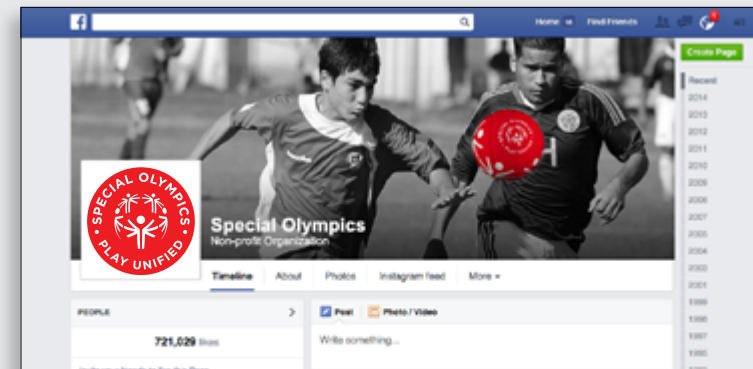 Home
Find Friends
Create Page
Recent
2014
2013
2012
2011
2010
2009
2008
2007
2005
2004
2003
2001
1998
1997
SPECIAL OLYMPICS
PLAY UNIFIED
Special Olympics
Non-profit Organization
Timeline About Photos Instagram feed More
PEOPLE
721,029 likes
Post Photo / Video
Write something...